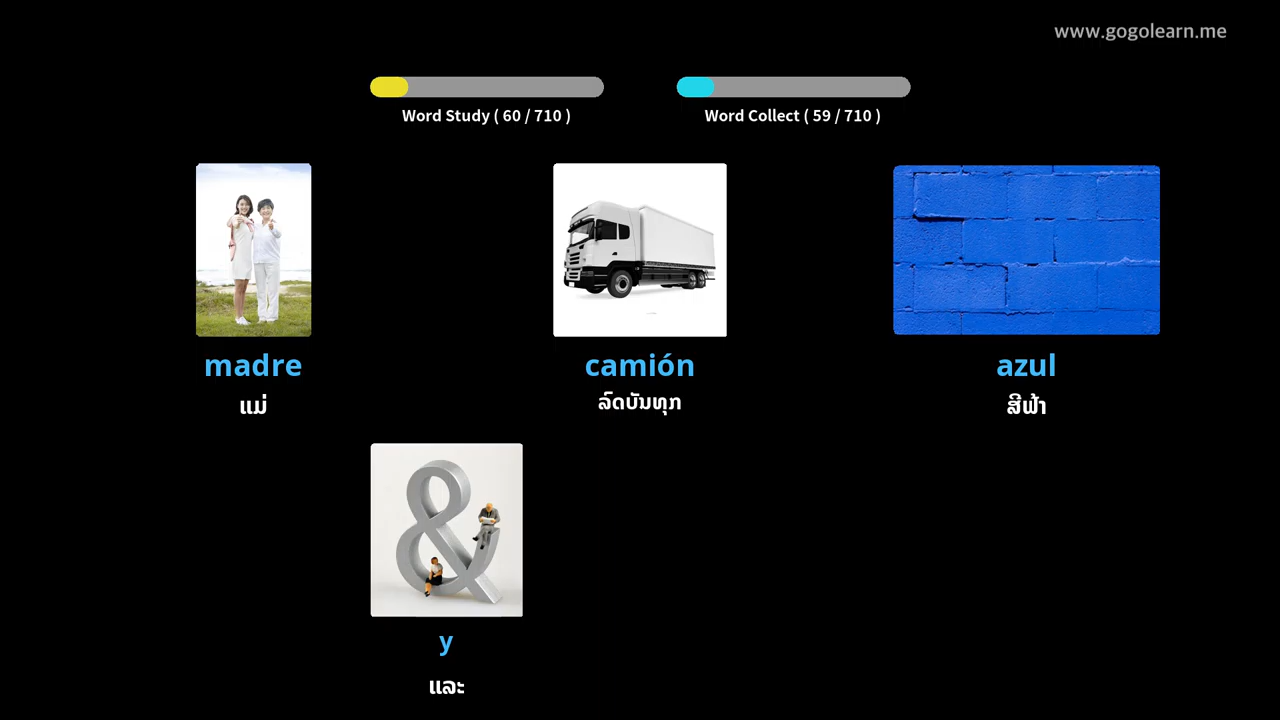 www.gogolearn.me
Word Study ( 60 / 710 )
Word Collect ( 59 / 710 )
madre
ແມ່
camión
ລົດບັນທຸກ
azul
ສີຟ້າ
&
y
ແລະ